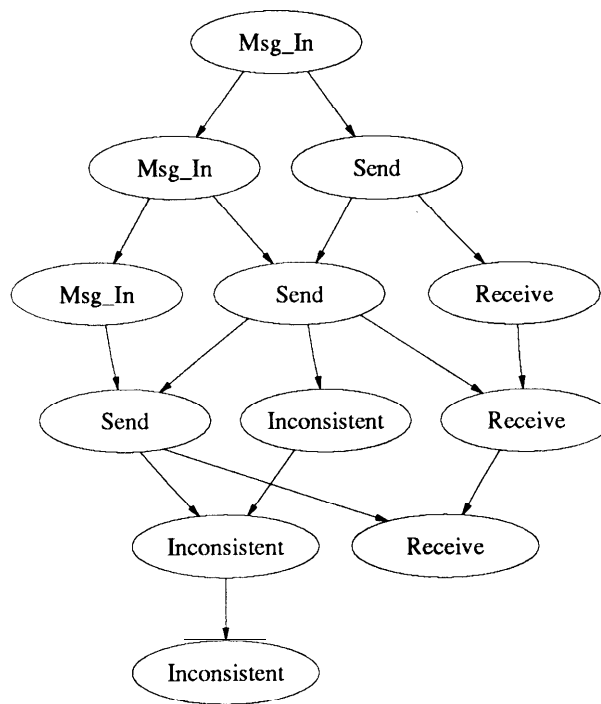 Msg_In
Msg_In
Send
Msg_In
Send
Receive
Send
Inconsistent
Receive
Inconsistent
Receive
Inconsistent